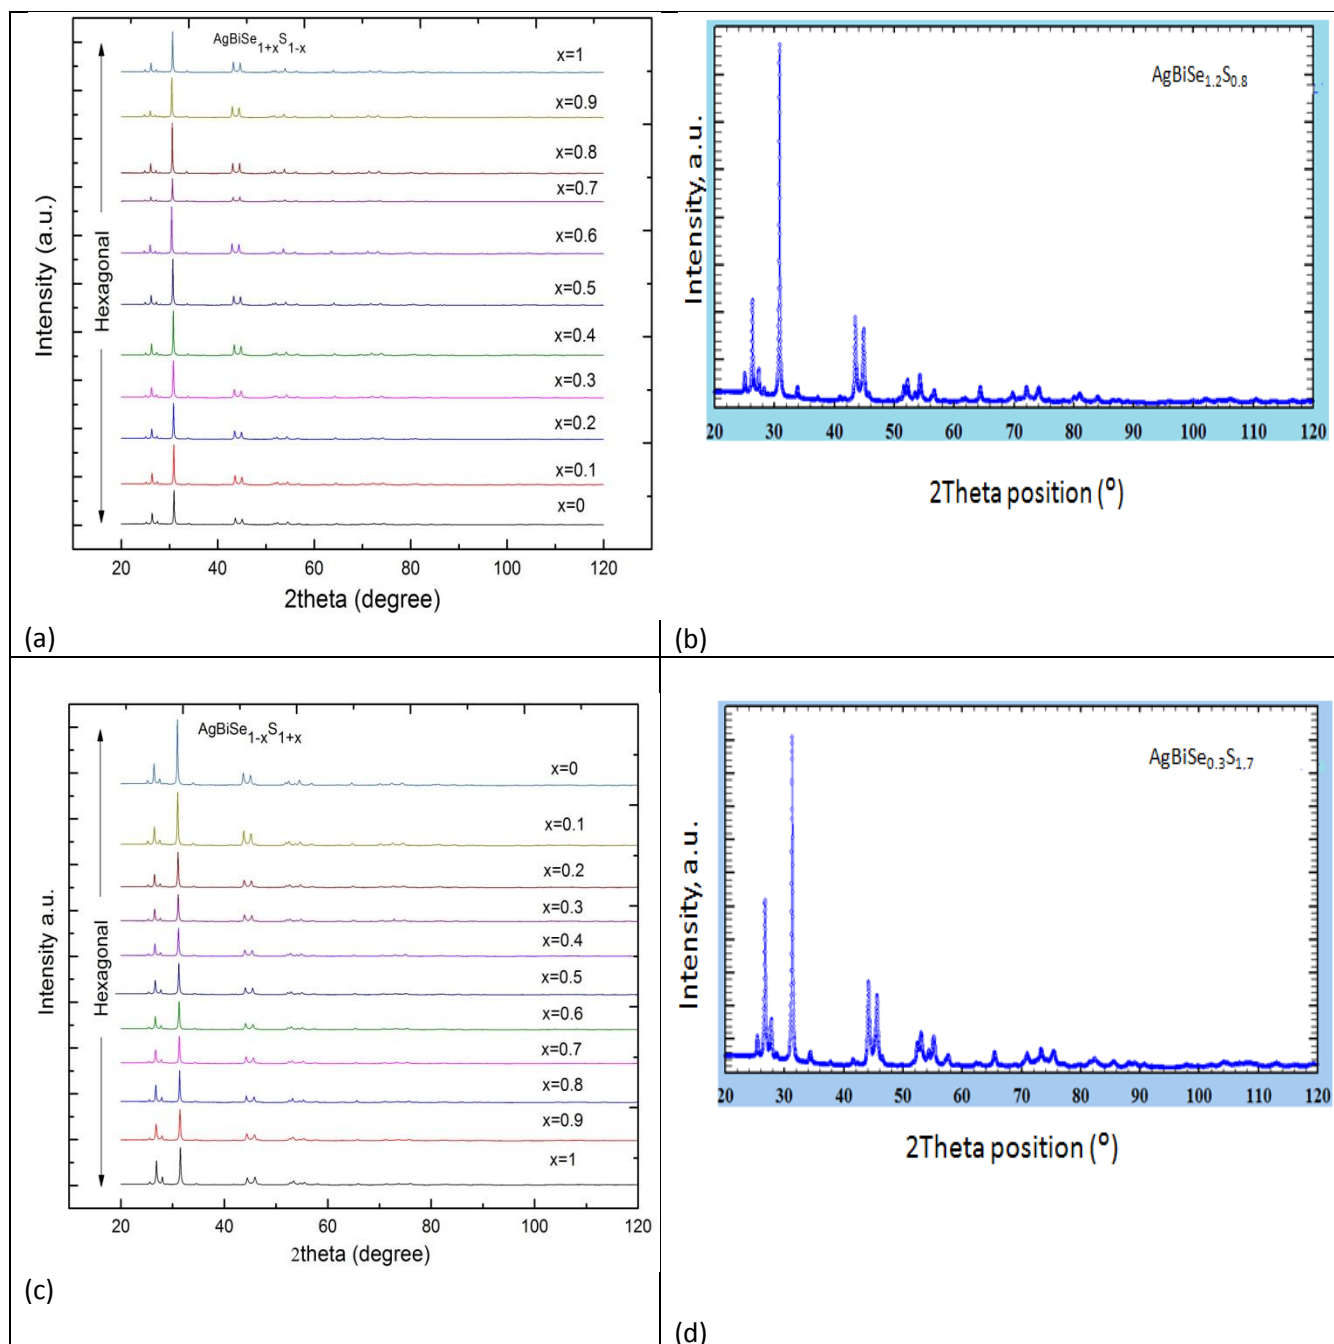 AgBiSe1+xS1-x
x=1
x=0.9
x=0.8
x=0.7
x=0.6
x=0.5
x=0.4
x=0.3
x=0.2
x=0.1
x=0
Hexagonal
Intensity (a.u.)
20 40 60 80 100 120
2theta (degree)
(a)
AgBiSe1.2S0.8
Intensity, a.u.
20 30 40 50 60 70 80 90 100 110 120
2Theta position (o)
(b)
AgBiSe1-xS1+x
x=0
x=0.1
x=0.2
x=0.3
x=0.4
x=0.5
x=0.6
x=0.7
x=0.8
x=0.9
x=1
Hexagonal
Intensity a.u.
20 40 60 80 100 120
2theta (degree)
(c)
AgBiSe0.3S1,7
Intensity, a.u.
20 30 40 50 60 70 80 90 100 110 120
2Theta position (o)
(d)